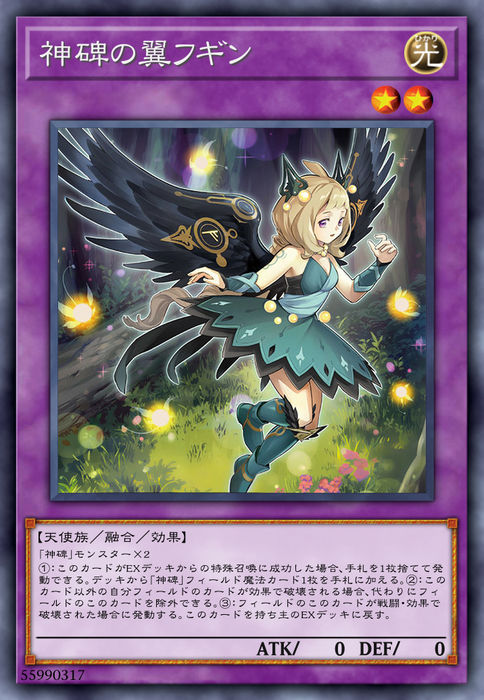 神碑の翼フギン
ひかり
光
【天使族／融合／効果】
「神碑」モンスター×2
①：このカードがEXデッキからの特殊召喚に成功した場合、手札を1枚捨てて発
動できる。デッキから「神碑」フィールド魔法カード1枚を手札に加える。②：この
カード以外の自分フィールドのカードが効果で破壊される場合、代わりにフィ
ールドのこのカードを除外できる。③：フィールドのこのカードが戦闘・効果で
破壊された場合に発動する。このカードを持ち主のEXデッキに戻す。
ATK/ 0 DEF/ 0
55990317